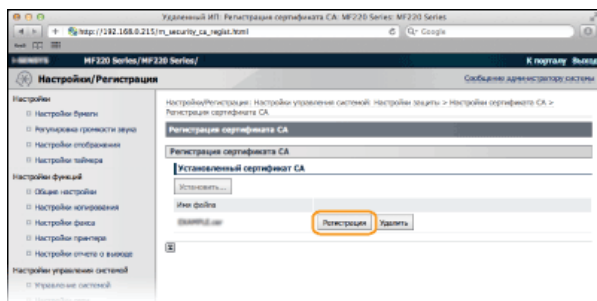 Удаленный ИП: Регистрация сертификата CA: MF220 Series: MF220 Series
http://192.168.0.215/m_security_ca_regist.html
Google
MF220 Series/MF220 Series/
К порталу Выход
Настройки/Регистрация
Сообщение администратору системы
Настройки
Настройки бумаги
Регулировка громкости звука
Настройки отображения
Настройки таймера
Настройки функций
Общие настройки
Настройки копирования
Настройки факса
Настройки принтера
Настройки отчета о выводе
Настройки управления системой
Управление системой
Настройки/Регистрация: Настройки управления системой: Настройки защиты > Настройки сертификата CA >
Регистрация сертификата CA
Регистрация сертификата CA
Регистрация сертификата CA
Установленный сертификат CA
Установить...
Имя файла
Регистрация Удалить